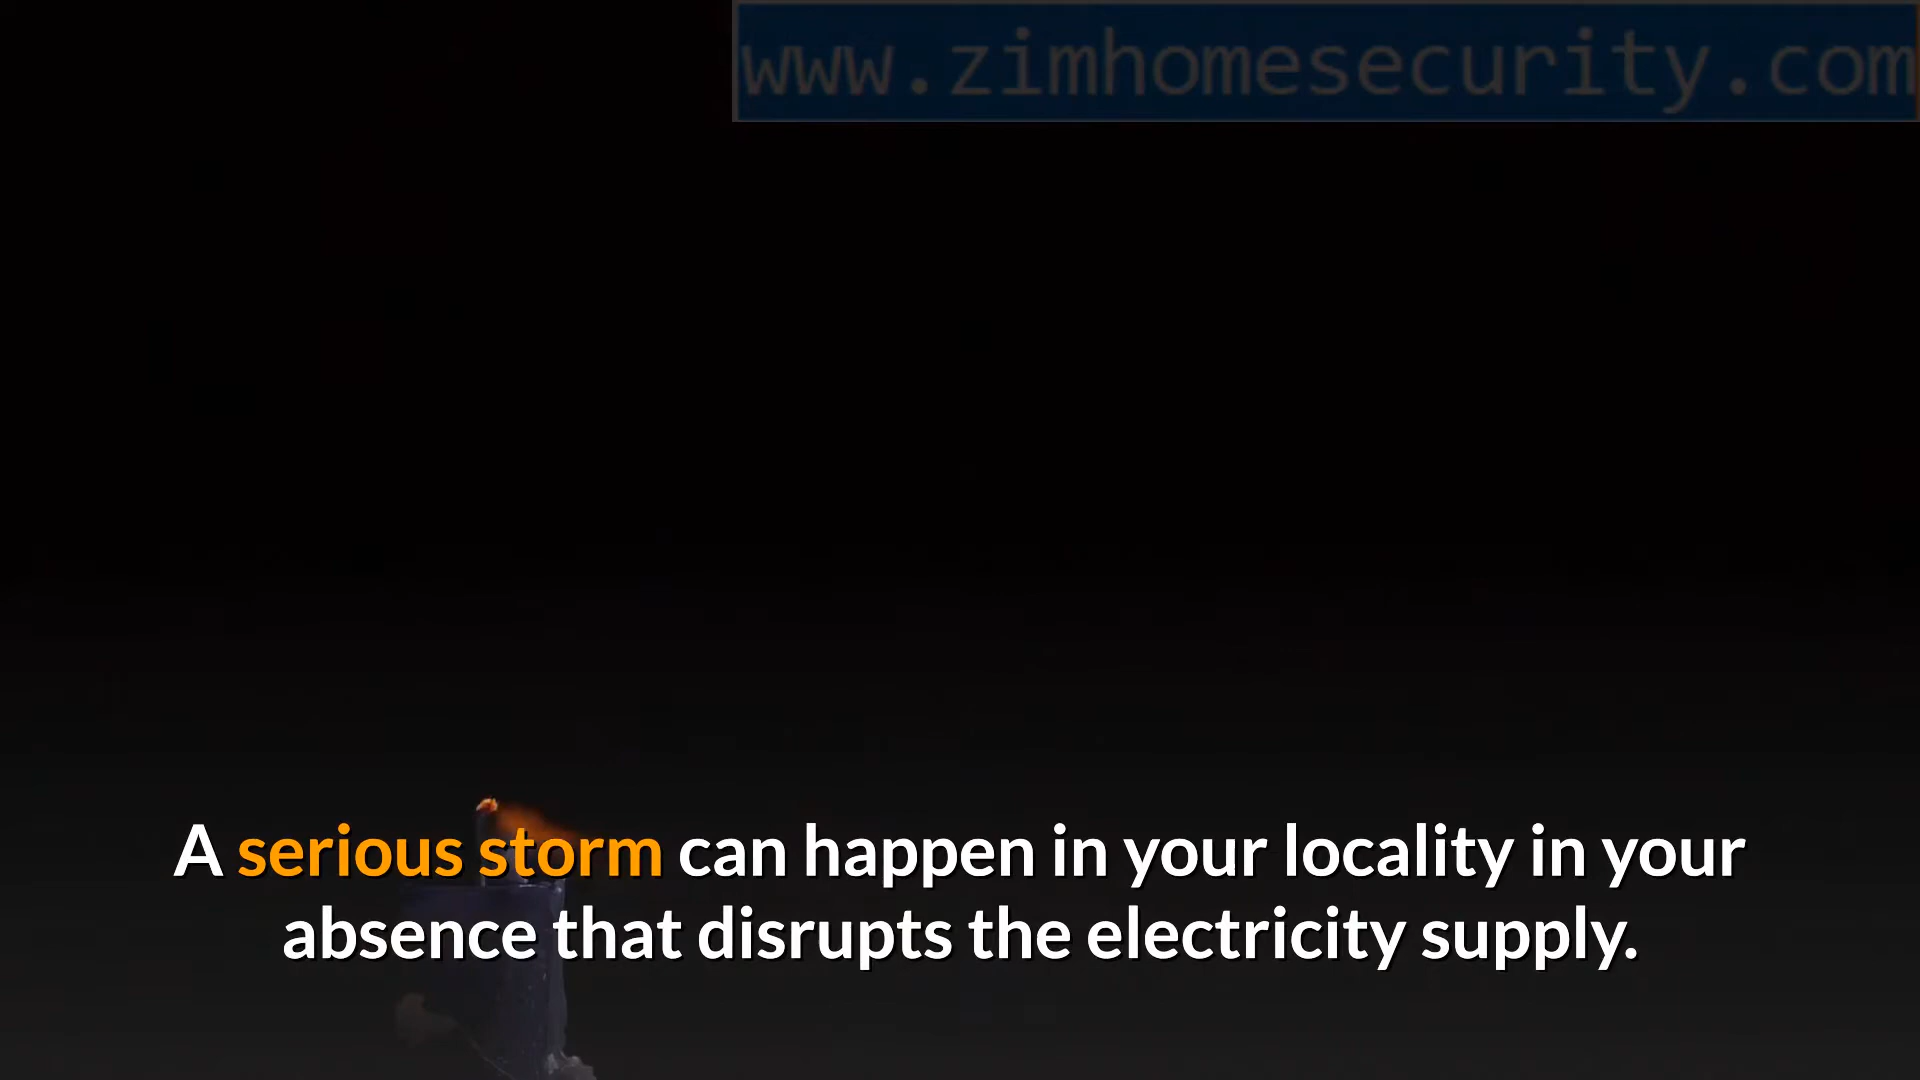 www.zimhomesecurity.com
A serious storm can happen in your locality in your
absence that disrupts the electricity supply.